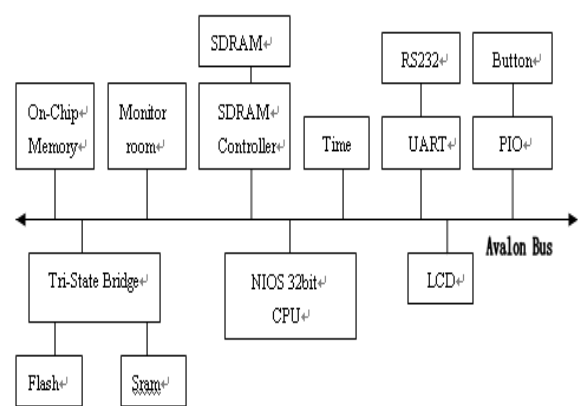 SDRAM
RS232
Button
On-Chip
Memory
Monitor
room
SDRAM
Controller
Time
UART
PIO
Avalon Bus
Tri-State Bridge
NIOS 32bit
CPU
LCD
Flash
Sram